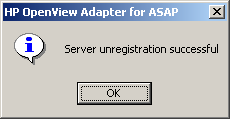 HP OpenView Adapter for ASAP
Server unregistration successful
OK